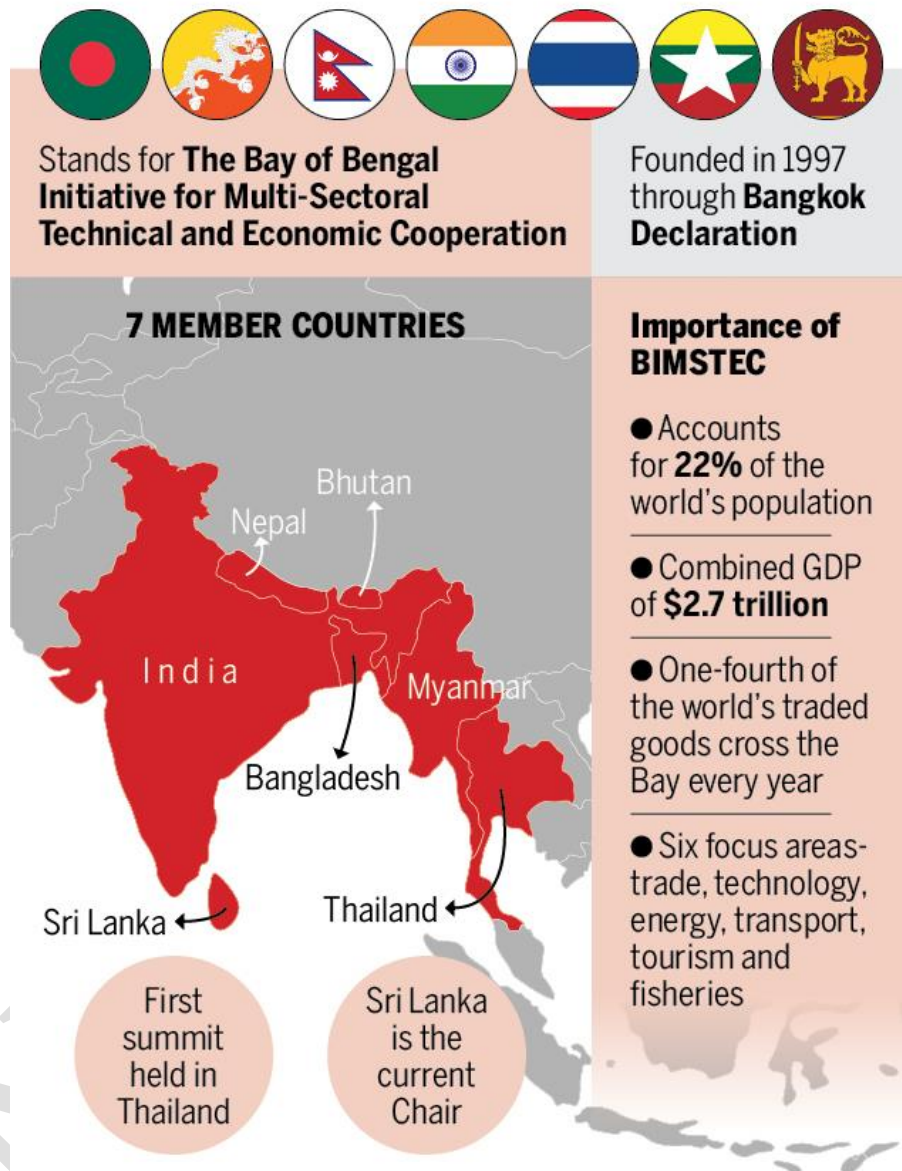 Stands for The Bay of Bengal
Initiative for Multi-Sectoral
Technical and Economic Cooperation
Founded in 1997
through Bangkok
Declaration
7 MEMBER COUNTRIES
Bhutan
Nepal
India
Myanmar
Bangladesh
Sri Lanka
Thailand
First
summit
held in
Thailand
Sri Lanka
is the
current
Chair
Importance of
BIMSTEC
● Accounts
for 22% of the
world's population
● Combined GDP
of $2.7 trillion
● One-fourth of
the world's traded
goods cross the
Bay every year
● Six focus areas-
trade, technology,
energy, transport,
tourism and
fisheries